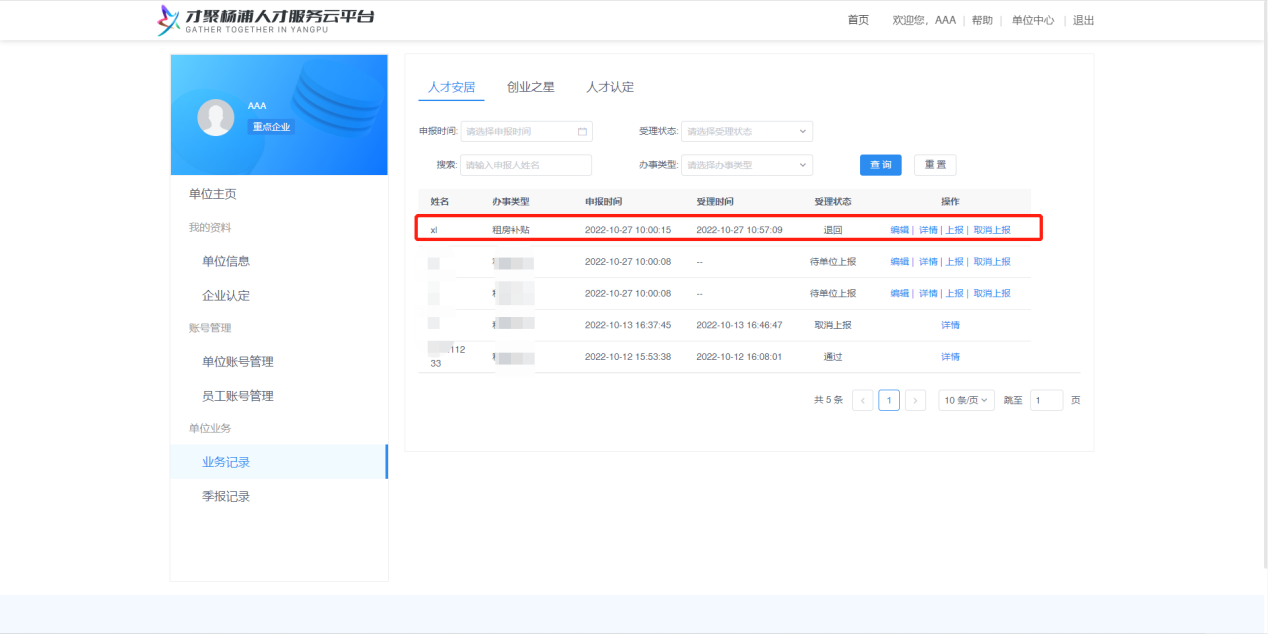 才聚杨浦人才服务云平台
GATHER TOGETHER IN YANGPU
首页 欢迎您，AAA | 帮助 | 单位中心 | 退出
AAA
重点企业
单位主页
我的资料
单位信息
企业认定
账号管理
单位账号管理
员工账号管理
单位业务
业务记录
季报记录
人才安居 创业之星 人才认定
申报时间: 请选择申报时间 受理状态: 请选择受理状态
搜索: 请输入申报人姓名 办事类型: 请选择办事类型 查 询 重 置
姓名 办事类型 申报时间 受理时间 受理状态 操作
xl 租房补贴 2022-10-27 10:00:15 2022-10-27 10:57:09 退回 编辑 | 详情 | 上报 | 取消上报
2022-10-27 10:00:08 -- 待单位上报 编辑 | 详情 | 上报 | 取消上报
2022-10-27 10:00:08 -- 待单位上报 编辑 | 详情 | 上报 | 取消上报
2022-10-13 16:37:45 2022-10-13 16:46:47 取消上报 详情
112
33 2022-10-12 15:53:38 2022-10-12 16:08:01 通过 详情
共 5 条 < 1 > 10 条/页 跳至 1 页